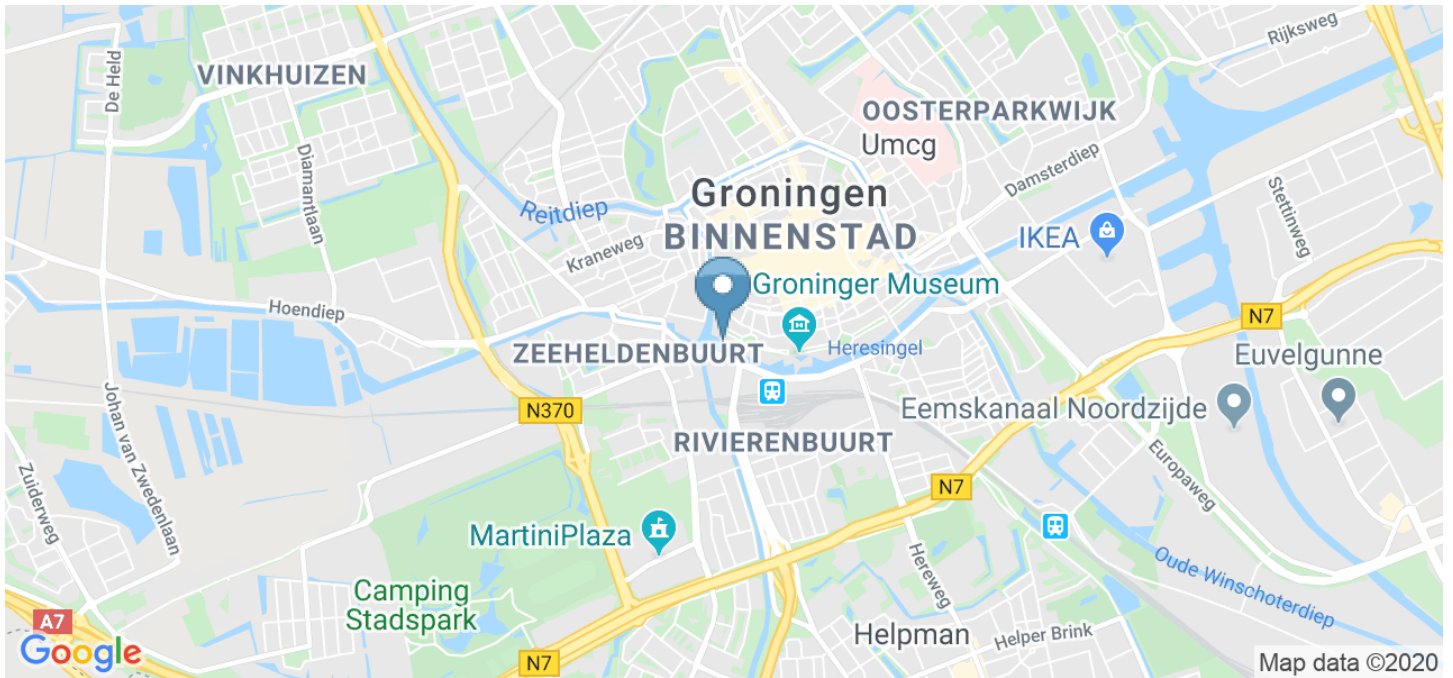 Rijksweg
De Held
VINKHUIZEN
OOSTERPARKWIJK
Umcg
Damsterdiep
Diamantlaan
Groningen
BINNENSTAD
Reitdiep
Kraneweg
Stettinweg
IKEA
Groninger Museum
Hoendiep
N7
Heresingel
ZEEHELDENBUURT
Euvelgunne
N370
Eemskanaal Noordzijde
Johan van Zwedenlaan
RIVIERENBUURT
Zuiderweg
Europaweg
N7
MartiniPlaza
Hereweg
Oude Winschoterdiep
Camping
Stadspark
A7
Helpman
Helper Brink
Google
N7
Map data ©2020